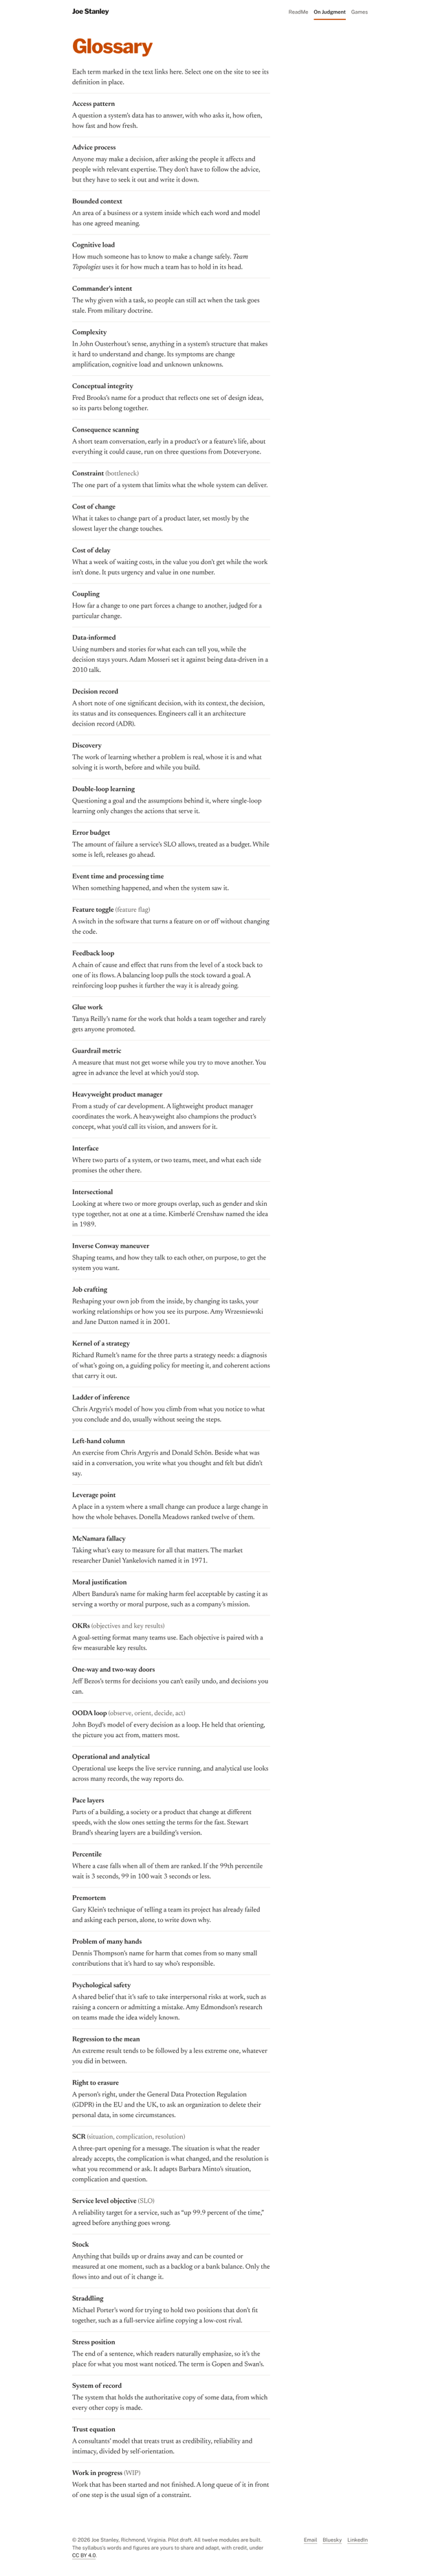 Joe Stanley
ReadMe On Judgment Games
Glossary
Each term marked in the text links here. Select one on the site to see its
definition in place.
Access pattern
A question a system's data has to answer, with who asks it, how often,
how fast and how fresh.
Advice process
Anyone may make a decision, after asking the people it affects and
people with relevant expertise. They don't have to follow the advice,
but they have to seek it out and write it down.
Bounded context
An area of a business or a system inside which each word and model
has one agreed meaning.
Cognitive load
How much someone has to know to make a change safely. Team
Topologies uses it for how much a team has to hold in its head.
Commander's intent
The why given with a task, so people can still act when the task goes
stale. From military doctrine.
Complexity
In John Ousterhout's sense, anything in a system's structure that makes
it hard to understand and change. Its symptoms are change
amplification, cognitive load and unknown unknowns.
Conceptual integrity
Fred Brooks's name for a product that reflects one set of design ideas,
so its parts belong together.
Consequence scanning
A short team conversation, early in a product's or a feature's life, about
everything it could cause, run on three questions from Doteveryone.
Constraint (bottleneck)
The one part of a system that limits what the whole system can deliver.
Cost of change
What it takes to change part of a product later, set mostly by the
slowest layer the change touches.
Cost of delay
What a week of waiting costs, in the value you don't get while the work
isn't done. It puts urgency and value in one number.
Coupling
How far a change to one part forces a change to another, judged for a
particular change.
Data-informed
Using numbers and stories for what each can tell you, while the
decision stays yours. Adam Mosseri set it against being data-driven in a
2010 talk.
Decision record
A short note of one significant decision, with its context, the decision,
its status and its consequences. Engineers call it an architecture
decision record (ADR).
Discovery
The work of learning whether a problem is real, whose it is and what
solving it is worth, before and while you build.
Double-loop learning
Questioning a goal and the assumptions behind it, where single-loop
learning only changes the actions that serve it.
Error budget
The amount of failure a service's SLO allows, treated as a budget. While
some is left, releases go ahead.
Event time and processing time
When something happened, and when the system saw it.
Feature toggle (feature flag)
A switch in the software that turns a feature on or off without changing
the code.
Feedback loop
A chain of cause and effect that runs from the level of a stock back to
one of its flows. A balancing loop pulls the stock toward a goal. A
reinforcing loop pushes it further the way it is already going.
Glue work
Tanya Reilly's name for the work that holds a team together and rarely
gets anyone promoted.
Guardrail metric
A measure that must not get worse while you try to move another. You
agree in advance the level at which you'd stop.
Heavyweight product manager
From a study of car development. A lightweight product manager
coordinates the work. A heavyweight also champions the product's
concept, what you'd call its vision, and answers for it.
Interface
Where two parts of a system, or two teams, meet, and what each side
promises the other there.
Intersectional
Looking at where two or more groups overlap, such as gender and skin
type together, not at one at a time. Kimberlé Crenshaw named the idea
in 1989.
Inverse Conway maneuver
Shaping teams, and how they talk to each other, on purpose, to get the
system you want.
Job crafting
Reshaping your own job from the inside, by changing its tasks, your
working relationships or how you see its purpose. Amy Wrzesniewski
and Jane Dutton named it in 2001.
Kernel of a strategy
Richard Rumelt's name for the three parts a strategy needs: a diagnosis
of what's going on, a guiding policy for meeting it, and coherent actions
that carry it out.
Ladder of inference
Chris Argyris's model of how you climb from what you notice to what
you conclude and do, usually without seeing the steps.
Left-hand column
An exercise from Chris Argyris and Donald Schön. Beside what was
said in a conversation, you write what you thought and felt but didn't
say.
Leverage point
A place in a system where a small change can produce a large change in
how the whole behaves. Donella Meadows ranked twelve of them.
McNamara fallacy
Taking what's easy to measure for all that matters. The market
researcher Daniel Yankelovich named it in 1971.
Moral justification
Albert Bandura's name for making harm feel acceptable by casting it as
serving a worthy or moral purpose, such as a company's mission.
OKRs (objectives and key results)
A goal-setting format many teams use. Each objective is paired with a
few measurable key results.
One-way and two-way doors
Jeff Bezos's terms for decisions you can't easily undo, and decisions you
can.
OODA loop (observe, orient, decide, act)
John Boyd's model of every decision as a loop. He held that orienting,
the picture you act from, matters most.
Operational and analytical
Operational use keeps the live service running, and analytical use looks
across many records, the way reports do.
Pace layers
Parts of a building, a society or a product that change at different
speeds, with the slow ones setting the terms for the fast. Stewart
Brand's shearing layers are a building's version.
Percentile
Where a case falls when all of them are ranked. If the 99th percentile
wait is 3 seconds, 99 in 100 wait 3 seconds or less.
Premortem
Gary Klein's technique of telling a team its project has already failed
and asking each person, alone, to write down why.
Problem of many hands
Dennis Thompson's name for harm that comes from so many small
contributions that it's hard to say who's responsible.
Psychological safety
A shared belief that it's safe to take interpersonal risks at work, such as
raising a concern or admitting a mistake. Amy Edmondson's research
on teams made the idea widely known.
Regression to the mean
An extreme result tends to be followed by a less extreme one, whatever
you did in between.
Right to erasure
A person's right, under the General Data Protection Regulation
(GDPR) in the EU and the UK, to ask an organization to delete their
personal data, in some circumstances.
SCR (situation, complication, resolution)
A three-part opening for a message. The situation is what the reader
already accepts, the complication is what changed, and the resolution is
what you recommend or ask. It adapts Barbara Minto's situation,
complication and question.
Service level objective (SLO)
A reliability target for a service, such as "up 99.9 percent of the time,"
agreed before anything goes wrong.
Stock
Anything that builds up or drains away and can be counted or
measured at one moment, such as a backlog or a bank balance. Only the
flows into and out of it change it.
Straddling
Michael Porter's word for trying to hold two positions that don't fit
together, such as a full-service airline copying a low-cost rival.
Stress position
The end of a sentence, which readers naturally emphasize, so it's the
place for what you most want noticed. The term is Gopen and Swan's.
System of record
The system that holds the authoritative copy of some data, from which
every other copy is made.
Trust equation
A consultants' model that treats trust as credibility, reliability and
intimacy, divided by self-orientation.
Work in progress (WIP)
Work that has been started and not finished. A long queue of it in front
of one step is the usual sign of a constraint.
© 2026 Joe Stanley, Richmond, Virginia. Pilot draft. All twelve modules are built.
The syllabus's words and figures are yours to share and adapt, with credit, under
CC BY 4.0.
Email Bluesky LinkedIn